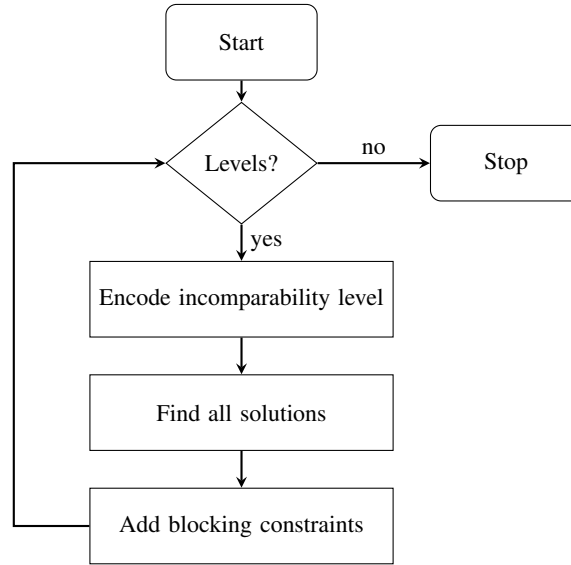 Start
Levels?
no
Stop
yes
Encode incomparability level
Find all solutions
Add blocking constraints